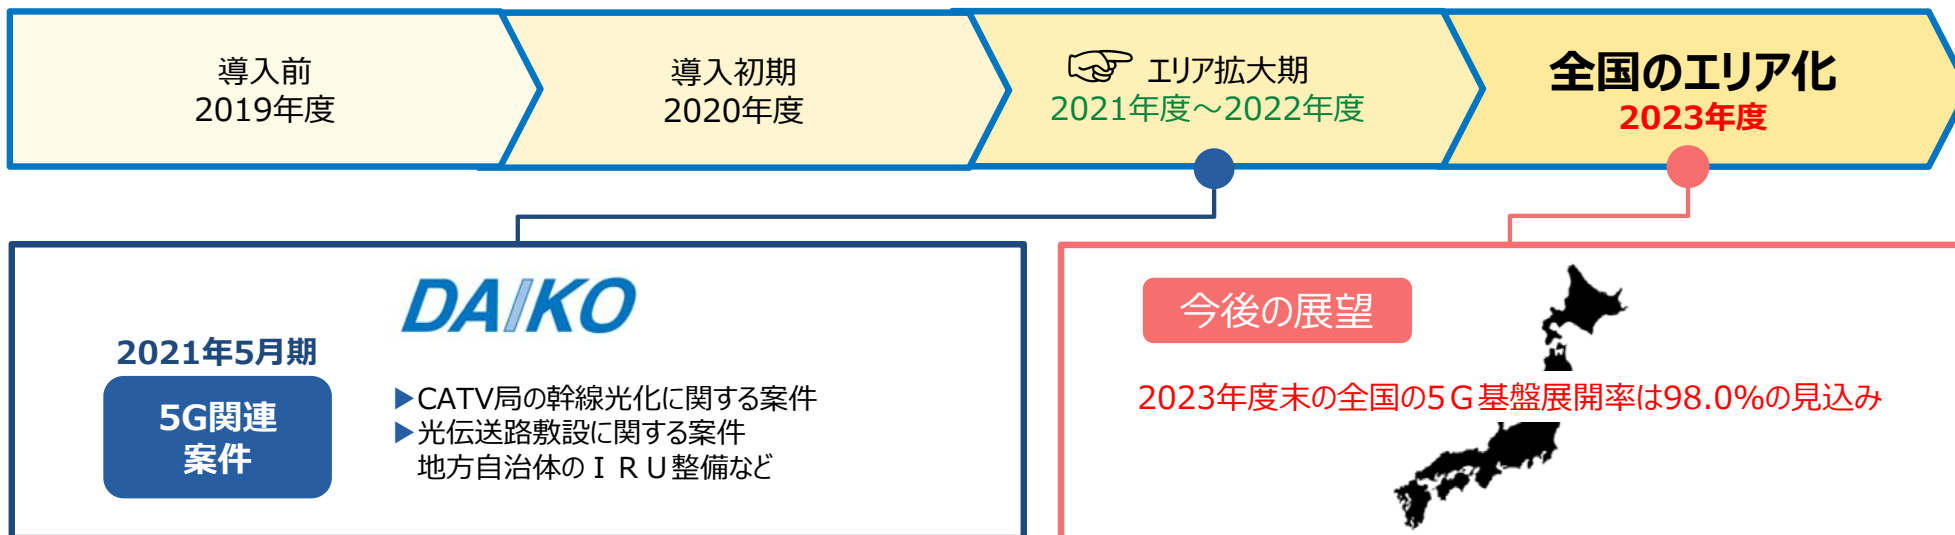 導入前
2019年度
導入初期
2020年度
エリア拡大期
2021年度～2022年度
全国のエリア化
2023年度
DAIKO
2021年5月期
5G関連
案件
▶CATV局の幹線光化に関する案件
▶光伝送路敷設に関する案件
地方自治体のＩＲＵ整備など
今後の展望
2023年度末の全国の5Ｇ基盤展開率は98.0%の見込み